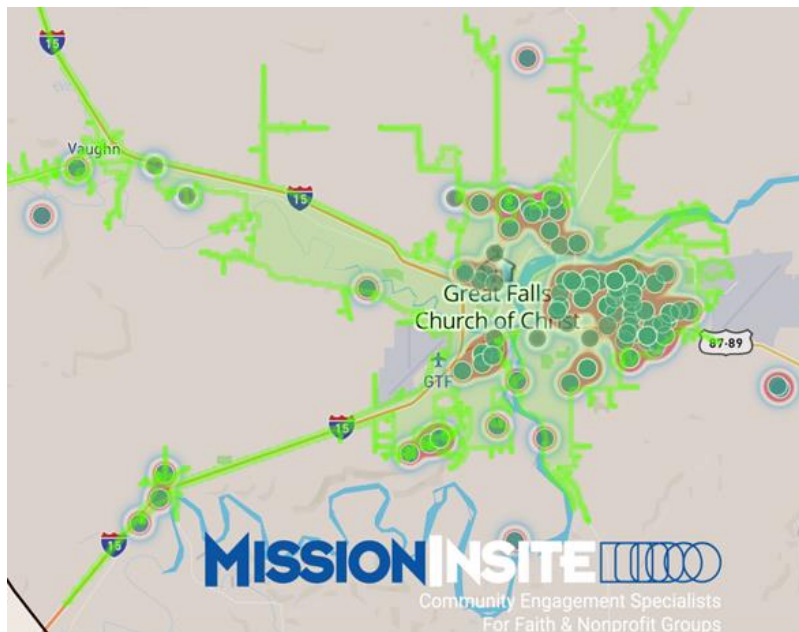 15
Vaughn
15
Great Falls
Church of Christ
87-89
GTF
15
15
MISSIONINSITE
Community Engagement Specialists
For Faith & Nonprofit Groups